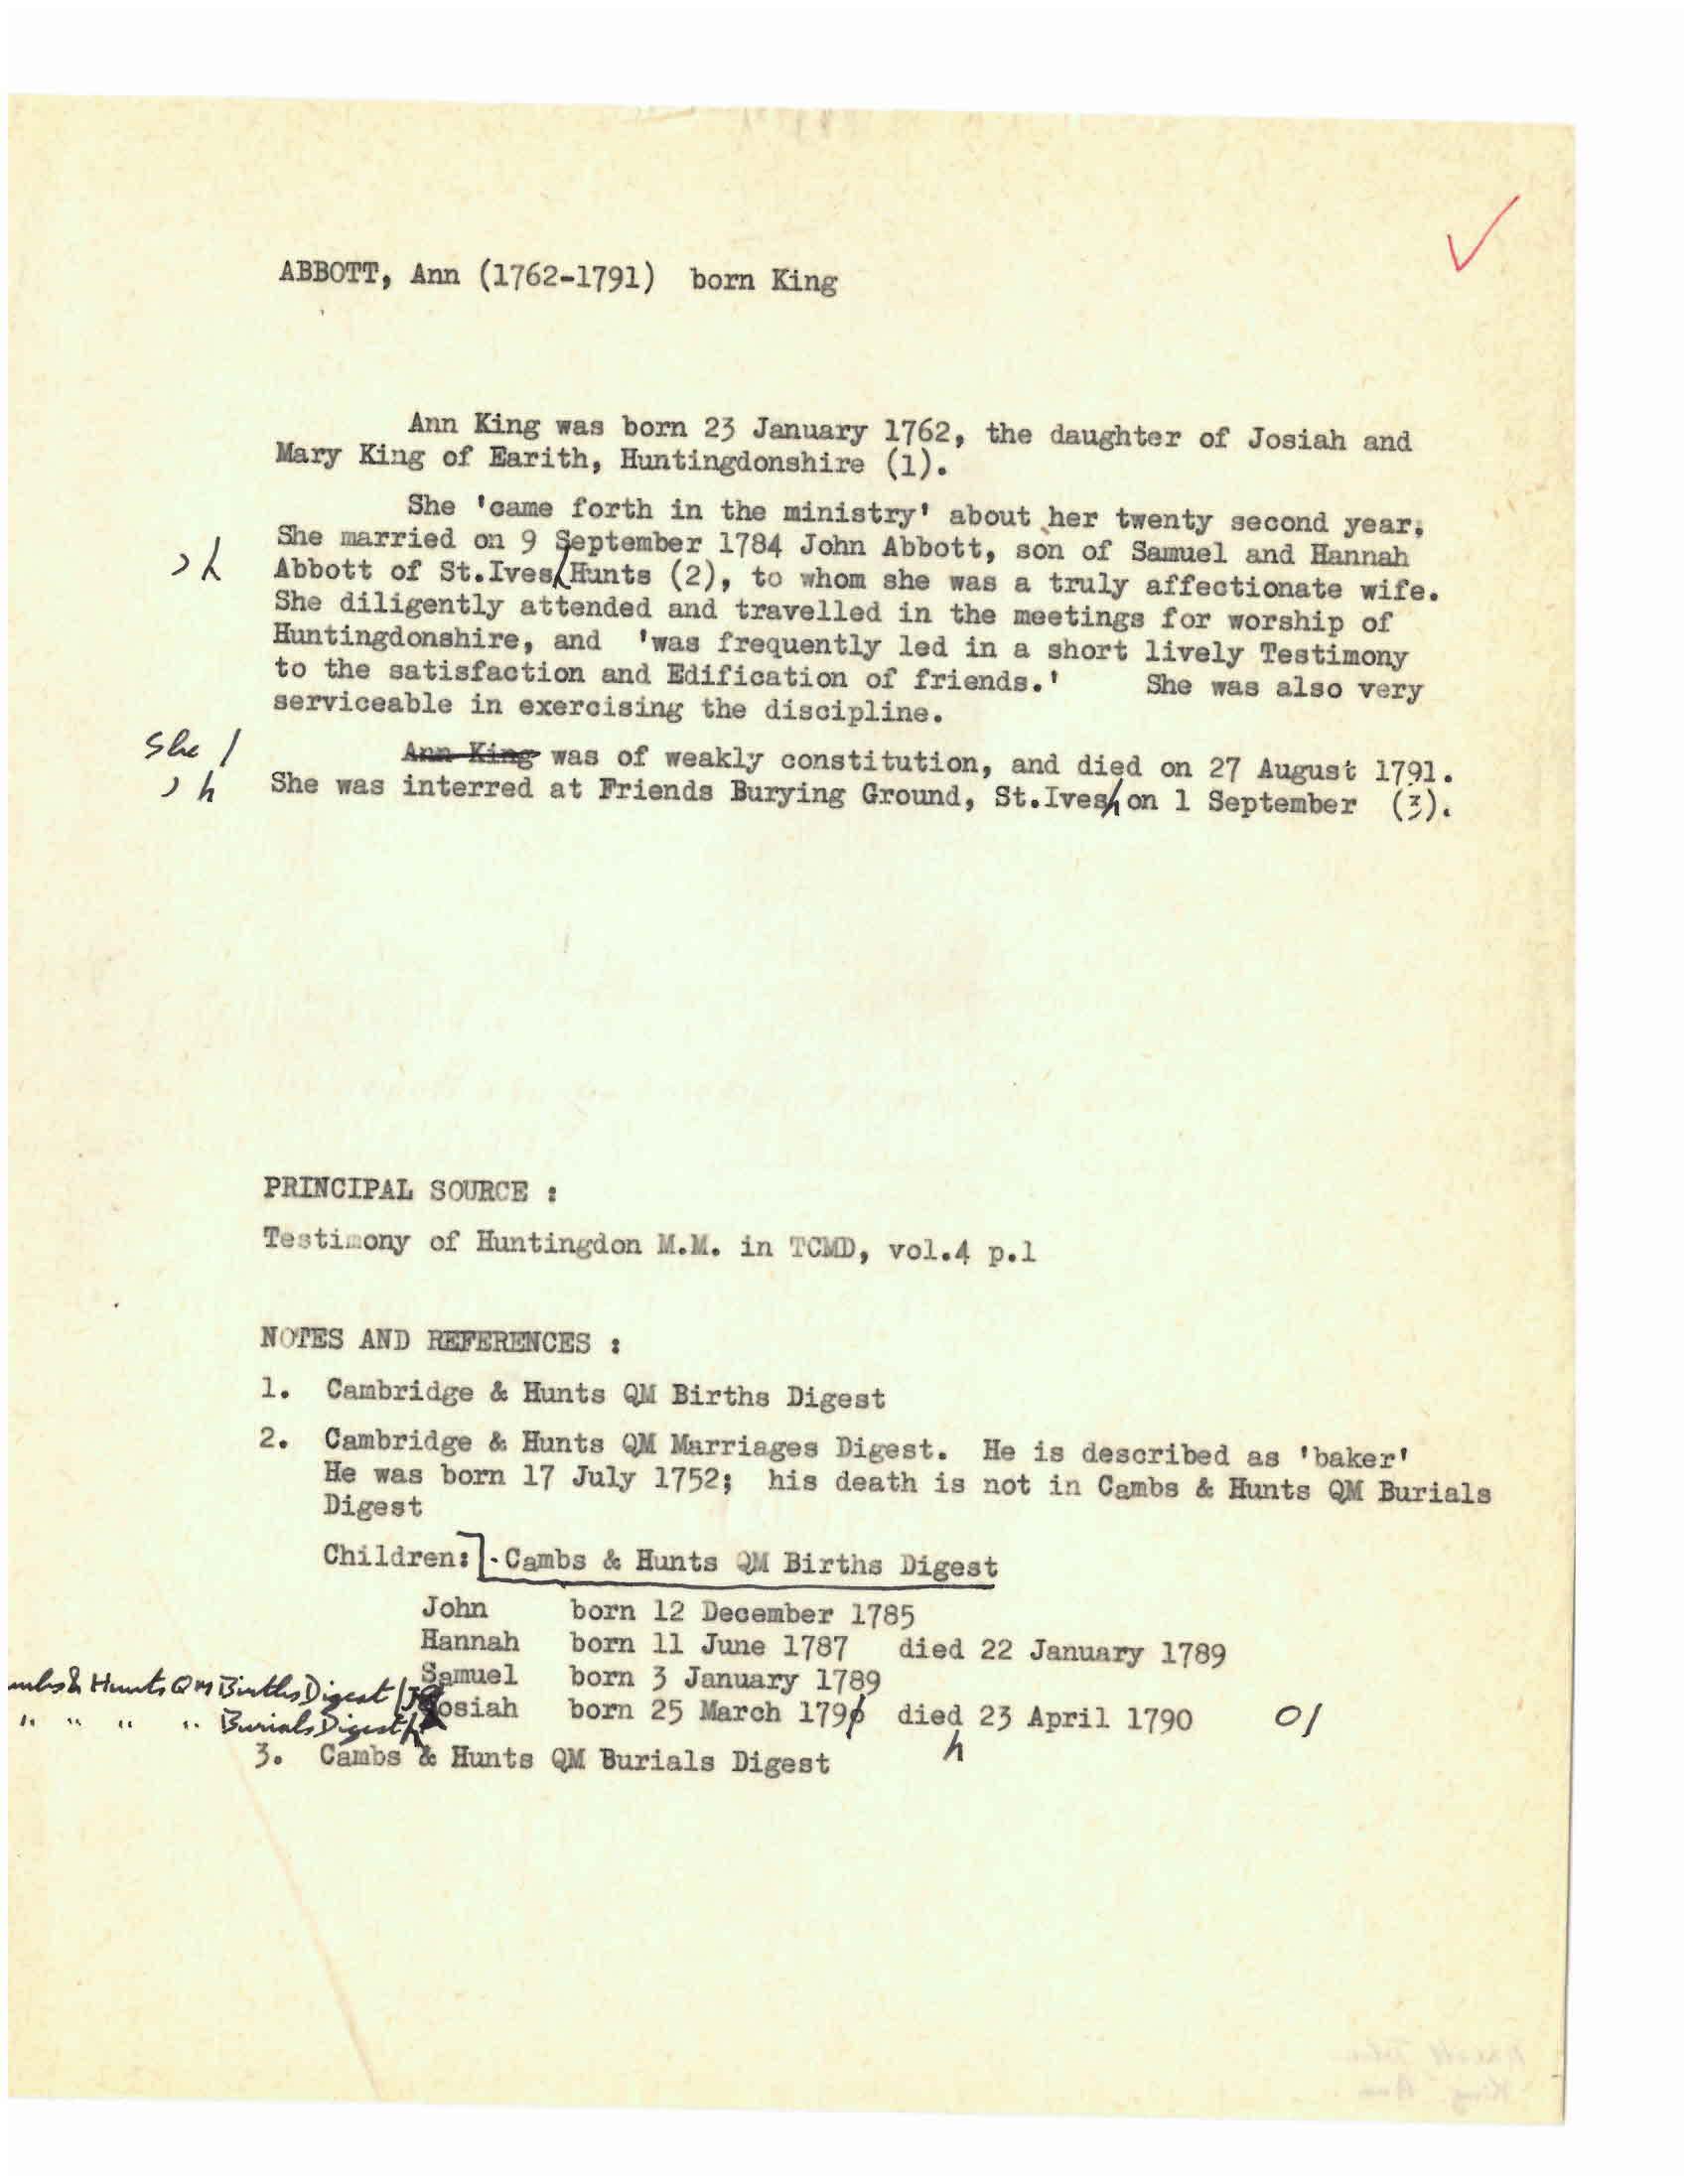 ABBOTT, Ann (1762-1791) born King
Ann King was born 23 January 1762, the daughter of Josiah and
Mary King of Earith, Huntingdonshire (1).
She 'came forth in the ministry' about her twenty second year.
She married on 9 September 1784 John Abbott, son of Samuel and Hannah
Abbott of St.Ives, Hunts (2), to whom she was a truly affectionate wife.
She diligently attended and travelled in the meetings for worship of
Huntingdonshire, and 'was frequently led in a short lively Testimony
to the satisfaction and Edification of friends.' She was also very
serviceable in exercising the discipline.
She / Ann King was of weakly constitution, and died on 27 August 1791.
She was interred at Friends Burying Ground, St.Ives, on 1 September (3).
PRINCIPAL SOURCE :
Testimony of Huntingdon M.M. in TCMD, vol.4 p.1
NOTES AND REFERENCES :
1. Cambridge & Hunts QM Births Digest
2. Cambridge & Hunts QM Marriages Digest. He is described as 'baker'
He was born 17 July 1752; his death is not in Cambs & Hunts QM Burials
Digest
Children: Cambs & Hunts QM Births Digest
John born 12 December 1785
Hannah born 11 June 1787 died 22 January 1789
Samuel born 3 January 1789
& Hunts QM Births Digest /
Josiah born 25 March 1790 died 23 April 1790 0/
" " " " Burials Digest
3. Cambs & Hunts QM Burials Digest